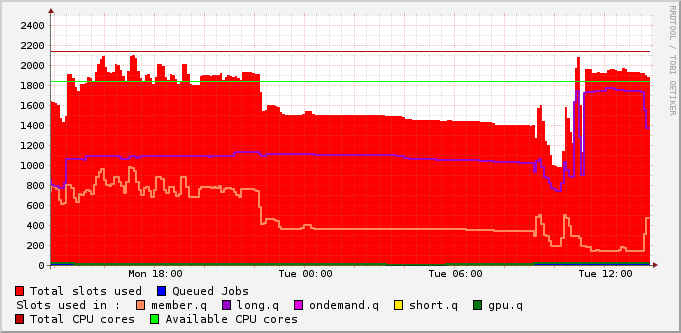 RRDTOOL / TOBI OETIKER
2400
2200
2000
1800
1600
1400
1200
1000
800
600
400
200
0
Mon 18:00 Tue 00:00 Tue 06:00 Tue 12:00
Total slots used Queued Jobs
Slots used in : member.q long.q ondemand.q short.q gpu.q
Total CPU cores Available CPU cores